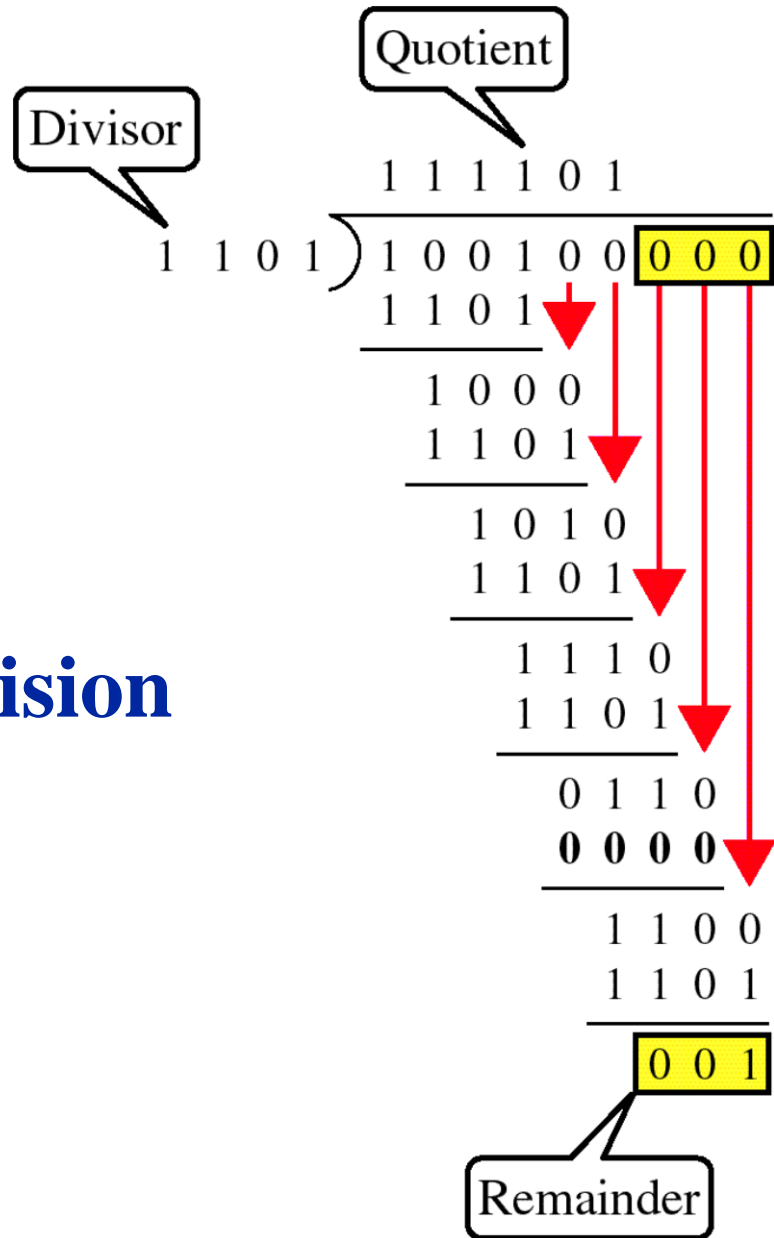 Quotient
Divisor
1 1 1 1 0 1
1 1 0 1 1 0 0 1 0 0 0 0 0
1 1 0 1
1 0 0 0
1 1 0 1
1 0 1 0
1 1 0 1
1 1 1 0
ision
1 1 0 1
0 1 1 0
0 0 0 0
1 1 0 0
1 1 0 1
0 0 1
Remainder